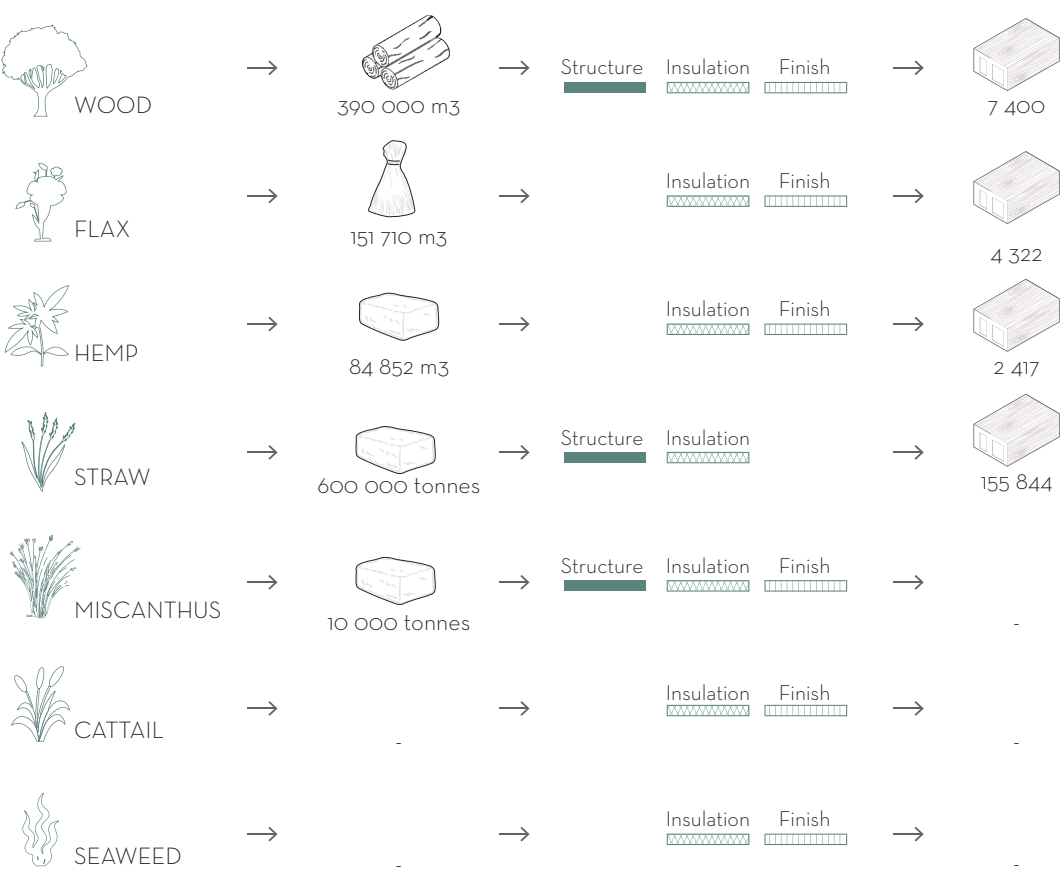 Structure Insulation Finish
WOOD
390 000 m3
7 400
Insulation Finish
FLAX
151 710 m3
4 322
Insulation Finish
HEMP
84 852 m3
2 417
Structure Insulation
STRAW
600 000 tonnes
155 844
Structure Insulation Finish
MISCANTHUS
10 000 tonnes
-
Insulation Finish
CATTAIL
-
-
Insulation Finish
SEAWEED
-
-